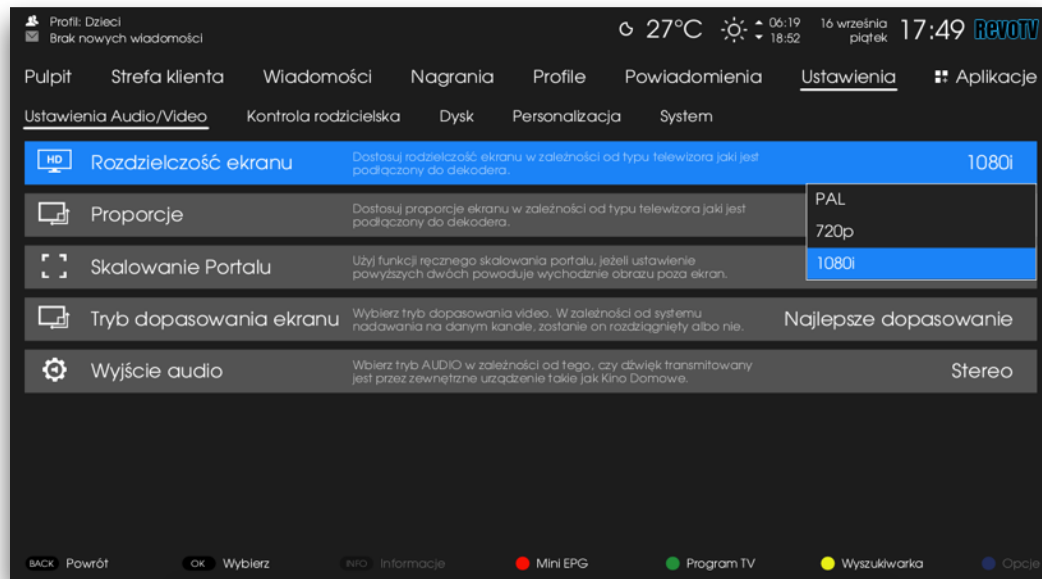 Profil: Dzieci
Brak nowych wiadomości
27°C
06:19
18:52
16 września
piątek
17:49
RevoTV
Pulpit Strefa klienta Wiadomości Nagrania Profile Powiadomienia Ustawienia Aplikacje
Ustawienia Audio/Video Kontrola rodzicielska Dysk Personalizacja System
HD Rozdzielczość ekranu
Dostosuj rodzielczość ekranu w zależności od typu telewizora jaki jest
podłączony do dekodera.
1080i
PAL
720p
1080i
Proporcje
Dostosuj proporcje ekranu w zależności od typu telewizora jaki jest
podłączony do dekodera.
Skalowanie Portalu
Użyj funkcji ręcznego skalowania portalu, jeżeli ustawienie
powyższych dwóch powoduje wychodznie obrazu poza ekran.
Tryb dopasowania ekranu
Wybierz tryb dopasowania video. W zależności od systemu
nadawania na danym kanale, zostanie on rozdziągnięty albo nie.
Najlepsze dopasowanie
Wyjście audio
Wbierz tryb AUDIO w zależności od tego, czy dźwięk transmitowany
jest przez zewnętrzne urządzenie takie jak Kino Domowe.
Stereo
BACK Powrót OK Wybierz INFO Informacje Mini EPG Program TV Wyszukiwarka Opcje